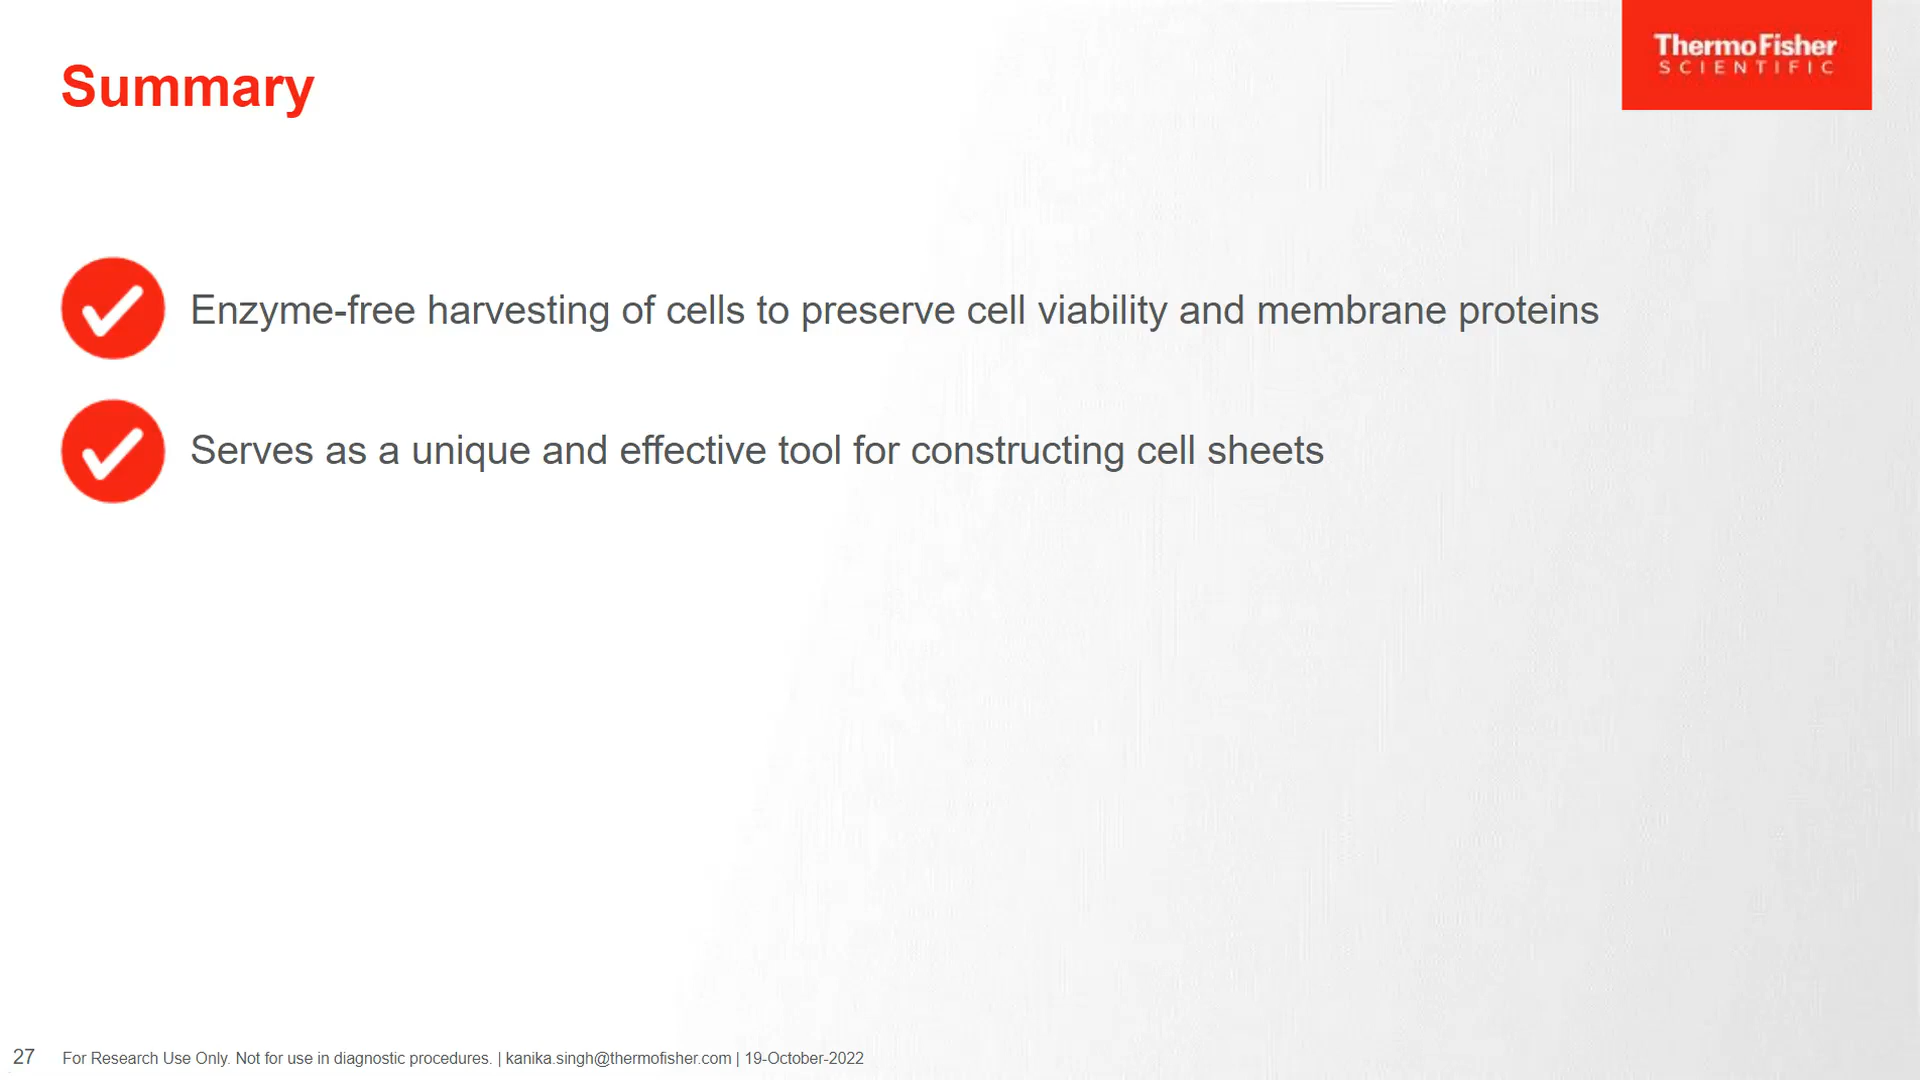 Summary
ThermoFisher
SCIENTIFIC
Enzyme-free harvesting of cells to preserve cell viability and membrane proteins
Serves as a unique and effective tool for constructing cell sheets
27 For Research Use Only. Not for use in diagnostic procedures. | kanika.singh@thermofisher.com | 19-October-2022